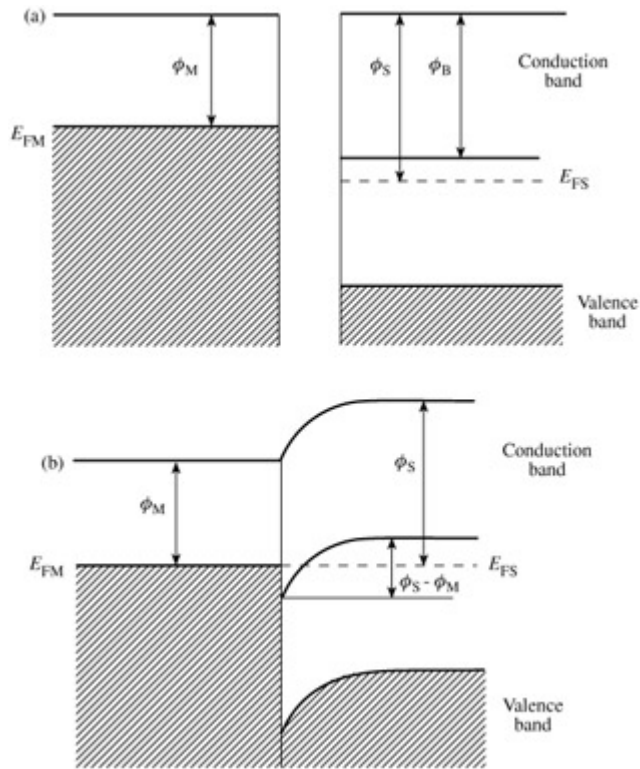 (a)
ϕM
ϕS
ϕB
Conduction
band
EFM
EFS
Valence
band
(b)
ϕM
ϕS
Conduction
band
EFM
EFS
ϕS - ϕM
Valence
band